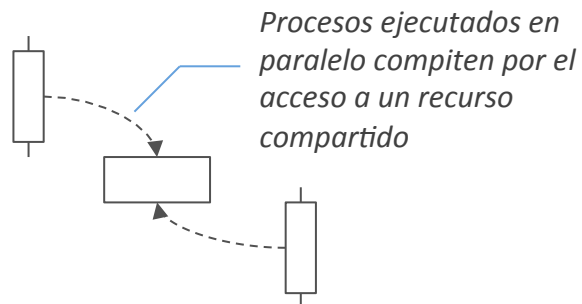 Procesos ejecutados en
paralelo compiten por el
acceso a un recurso
compartido